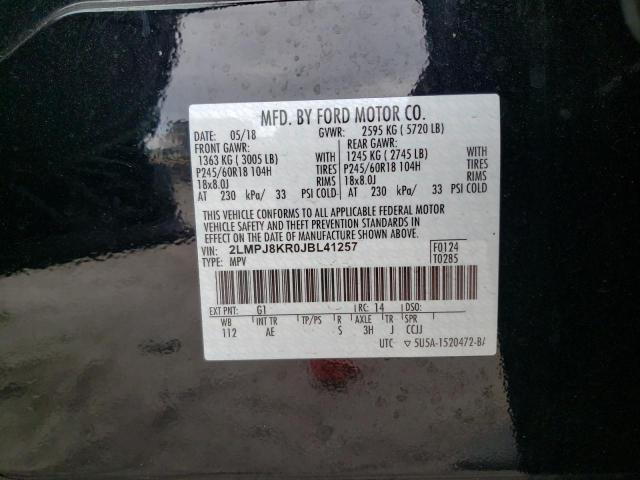 MFD. BY FORD MOTOR CO.
DATE: 05/18 GVWR: 2595 KG ( 5720 LB)
FRONT GAWR: REAR GAWR:
1363 KG ( 3005 LB) WITH 1245 KG ( 2745 LB) WITH
P245/60R18 104H TIRES P245/60R18 104H TIRES
18x8.0J RIMS 18x8.0J RIMS
AT 230 kPa/ 33 PSI COLD AT 230 kPa/ 33 PSI COLD
THIS VEHICLE CONFORMS TO ALL APPLICABLE FEDERAL MOTOR
VEHICLE SAFETY AND THEFT PREVENTION STANDARDS IN
EFFECT ON THE DATE OF MANUFACTURE SHOWN ABOVE.
VIN: 2LMPJ8KR0JBL41257 F0124
TYPE: MPV T0285
EXT PNT: G1 RC: 14 DSO:
WB INT TR TP/PS R AXLE TR SPR
112 AE S 3H J CCJJ
UTC ▽ 5U5A-1520472-B/